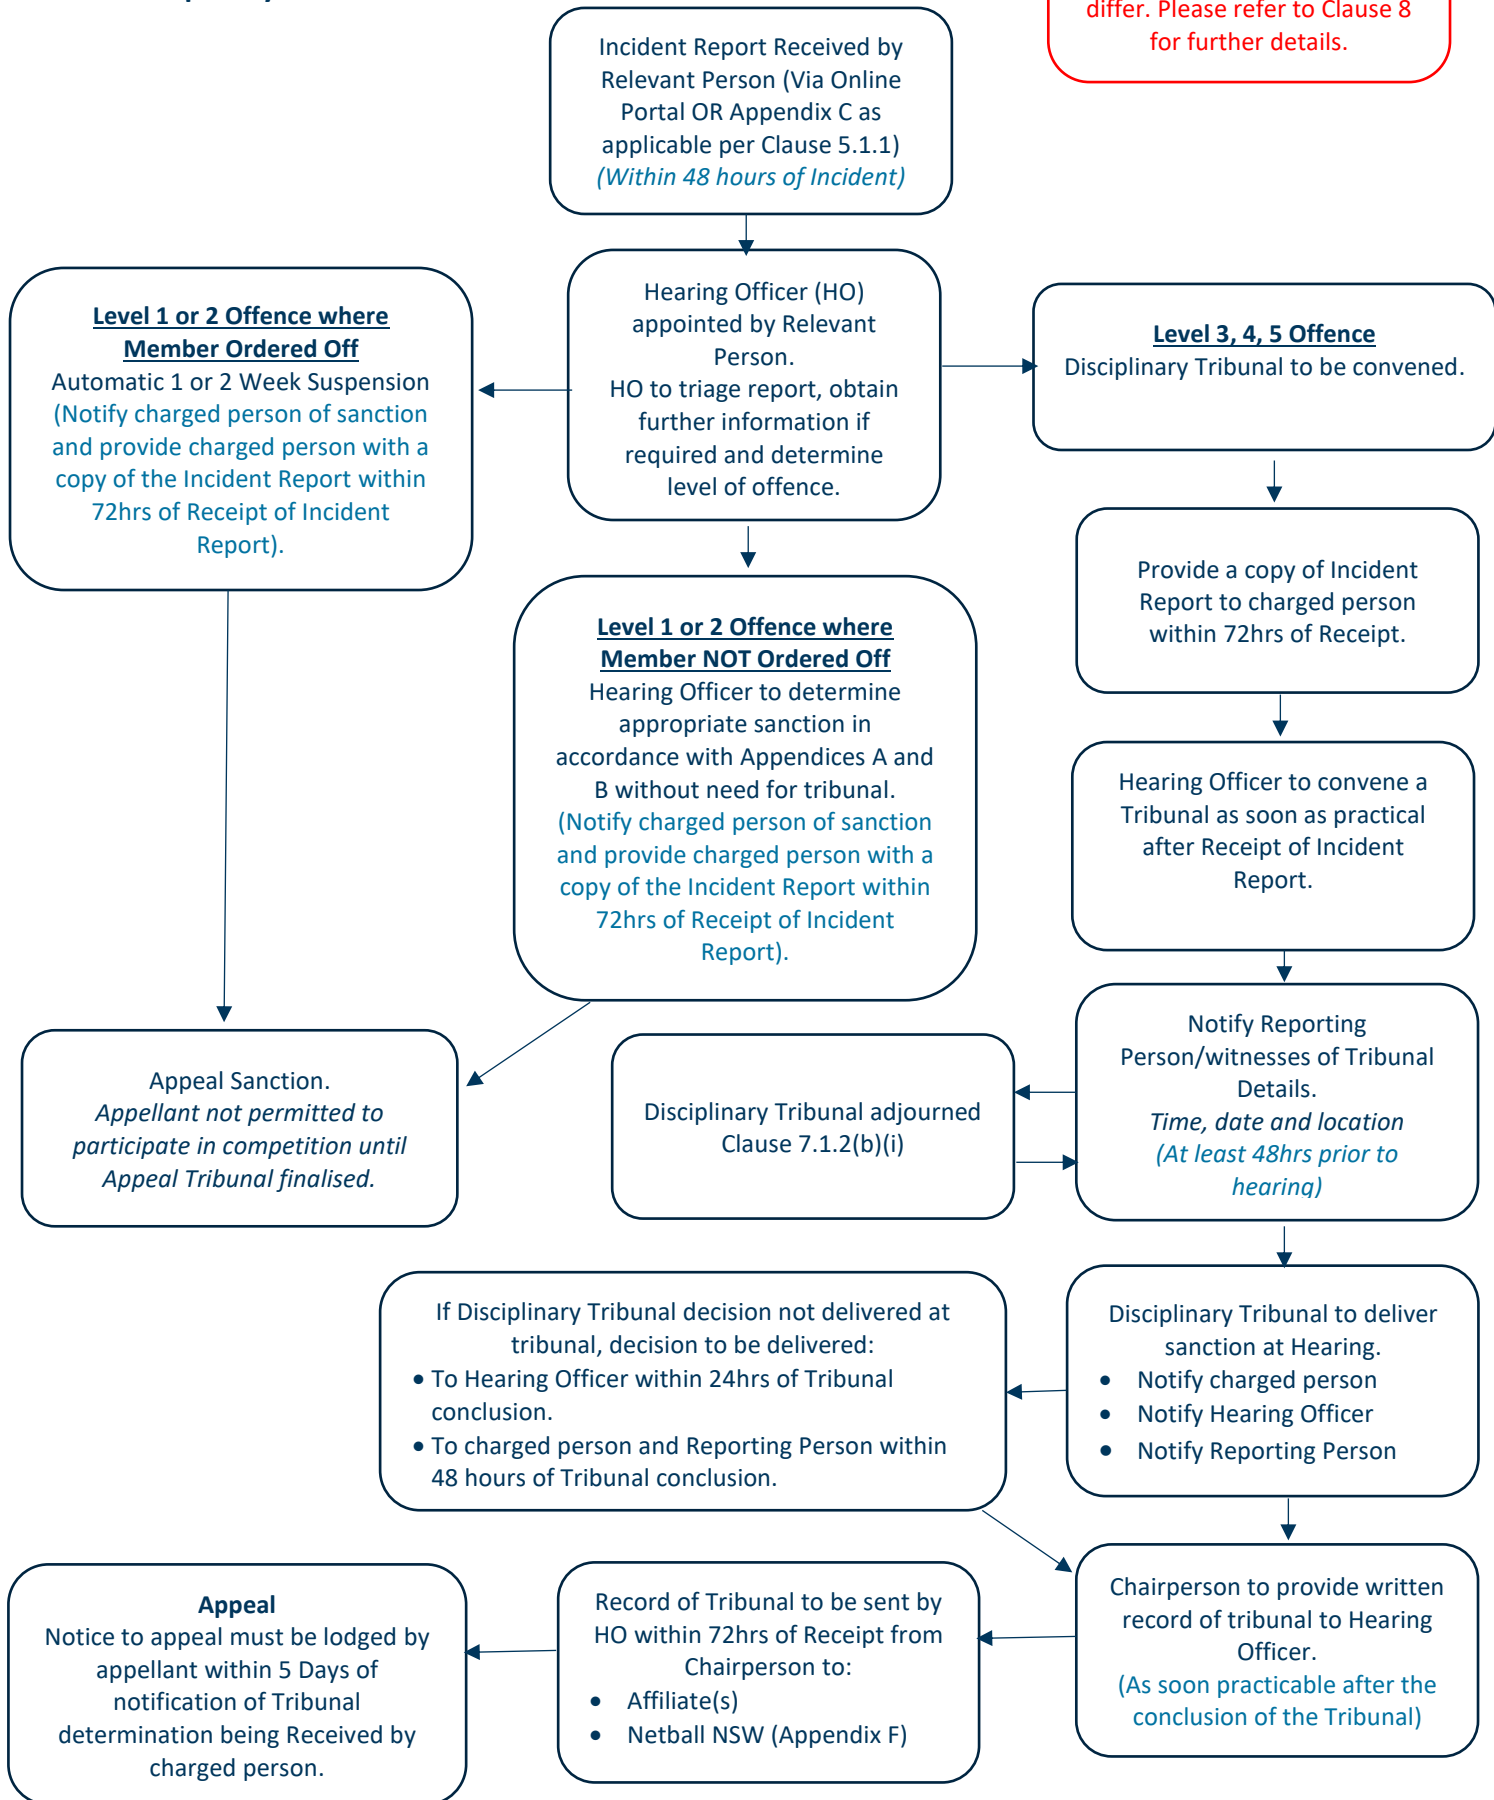 differ. Please refer to Clause 8
for further details.
Incident Report Received by
Relevant Person (Via Online
Portal OR Appendix C as
applicable per Clause 5.1.1)
(Within 48 hours of Incident)
Level 1 or 2 Offence where
Member Ordered Off
Automatic 1 or 2 Week Suspension
(Notify charged person of sanction
and provide charged person with a
copy of the Incident Report within
72hrs of Receipt of Incident
Report).
Hearing Officer (HO)
appointed by Relevant
Person.
HO to triage report, obtain
further information if
required and determine
level of offence.
Level 3, 4, 5 Offence
Disciplinary Tribunal to be convened.
Provide a copy of Incident
Report to charged person
within 72hrs of Receipt.
Level 1 or 2 Offence where
Member NOT Ordered Off
Hearing Officer to determine
appropriate sanction in
accordance with Appendices A and
B without need for tribunal.
(Notify charged person of sanction
and provide charged person with a
copy of the Incident Report within
72hrs of Receipt of Incident
Report).
Hearing Officer to convene a
Tribunal as soon as practical
after Receipt of Incident
Report.
Appeal Sanction.
Appellant not permitted to
participate in competition until
Appeal Tribunal finalised.
Disciplinary Tribunal adjourned
Clause 7.1.2(b)(i)
Notify Reporting
Person/witnesses of Tribunal
Details.
Time, date and location
(At least 48hrs prior to
hearing)
If Disciplinary Tribunal decision not delivered at
tribunal, decision to be delivered:
• To Hearing Officer within 24hrs of Tribunal
conclusion.
• To charged person and Reporting Person within
48 hours of Tribunal conclusion.
Disciplinary Tribunal to deliver
sanction at Hearing.
• Notify charged person
• Notify Hearing Officer
• Notify Reporting Person
Appeal
Notice to appeal must be lodged by
appellant within 5 Days of
notification of Tribunal
determination being Received by
charged person.
Record of Tribunal to be sent by
HO within 72hrs of Receipt from
Chairperson to:
• Affiliate(s)
• Netball NSW (Appendix F)
Chairperson to provide written
record of tribunal to Hearing
Officer.
(As soon practicable after the
conclusion of the Tribunal)